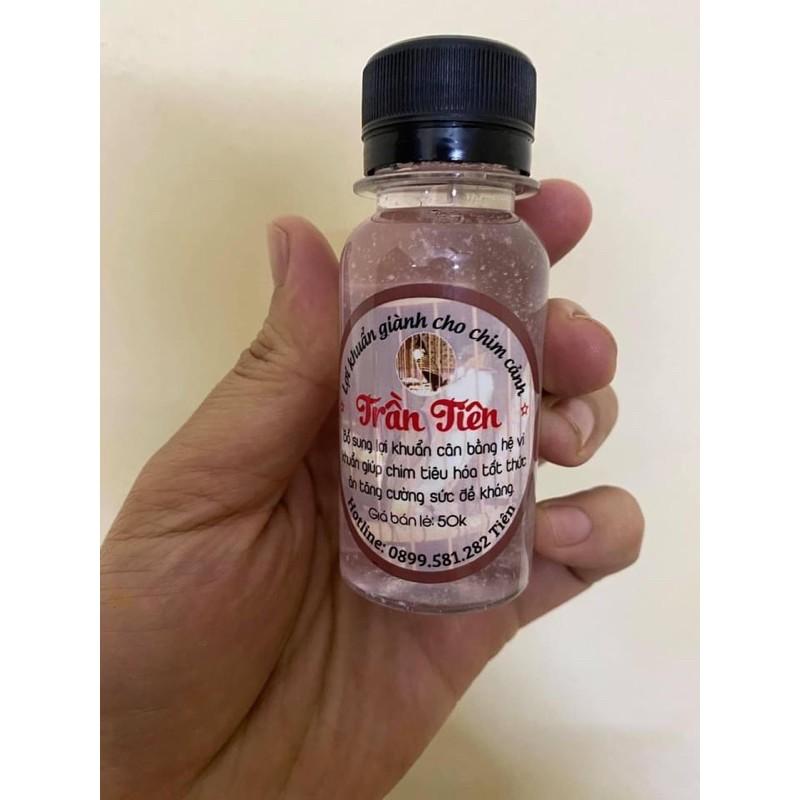 Lợi khuẩn giành cho chim cảnh
Trần Tiên
Bổ sung lợi khuẩn cân bằng hệ vi
khuẩn giúp chim tiêu hóa tốt thức
ăn tăng cường sức đề kháng.
Giá bán lẻ: 50k
Hotline: 0899.581.282 Tiên